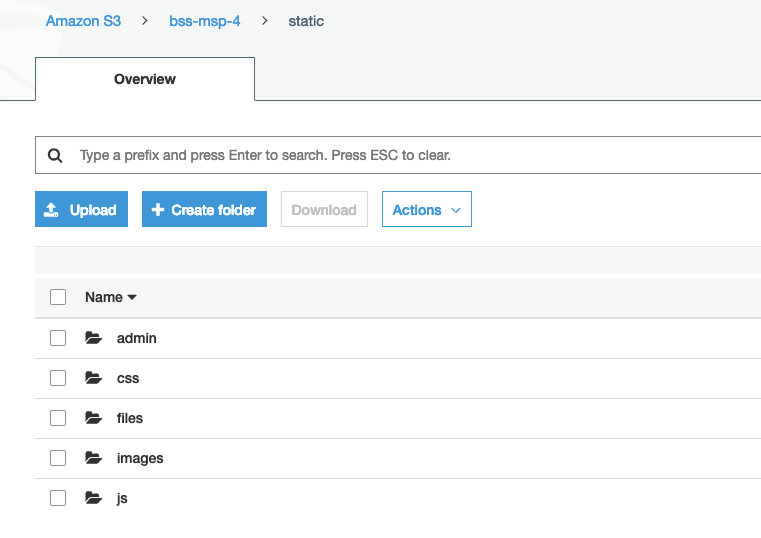 Amazon S3 > bss-msp-4 > static
Overview
Type a prefix and press Enter to search. Press ESC to clear.
Upload + Create folder Download Actions
Name
admin
css
files
images
js